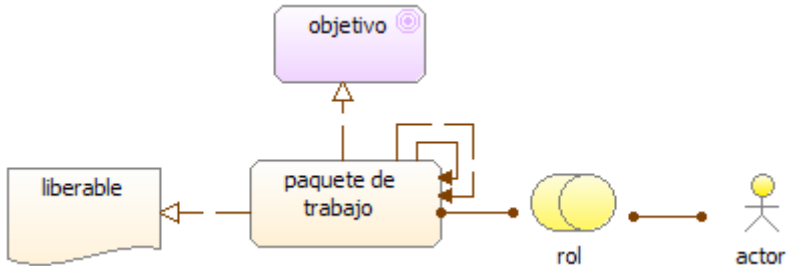 objetivo
liberable
paquete de
trabajo
rol
actor